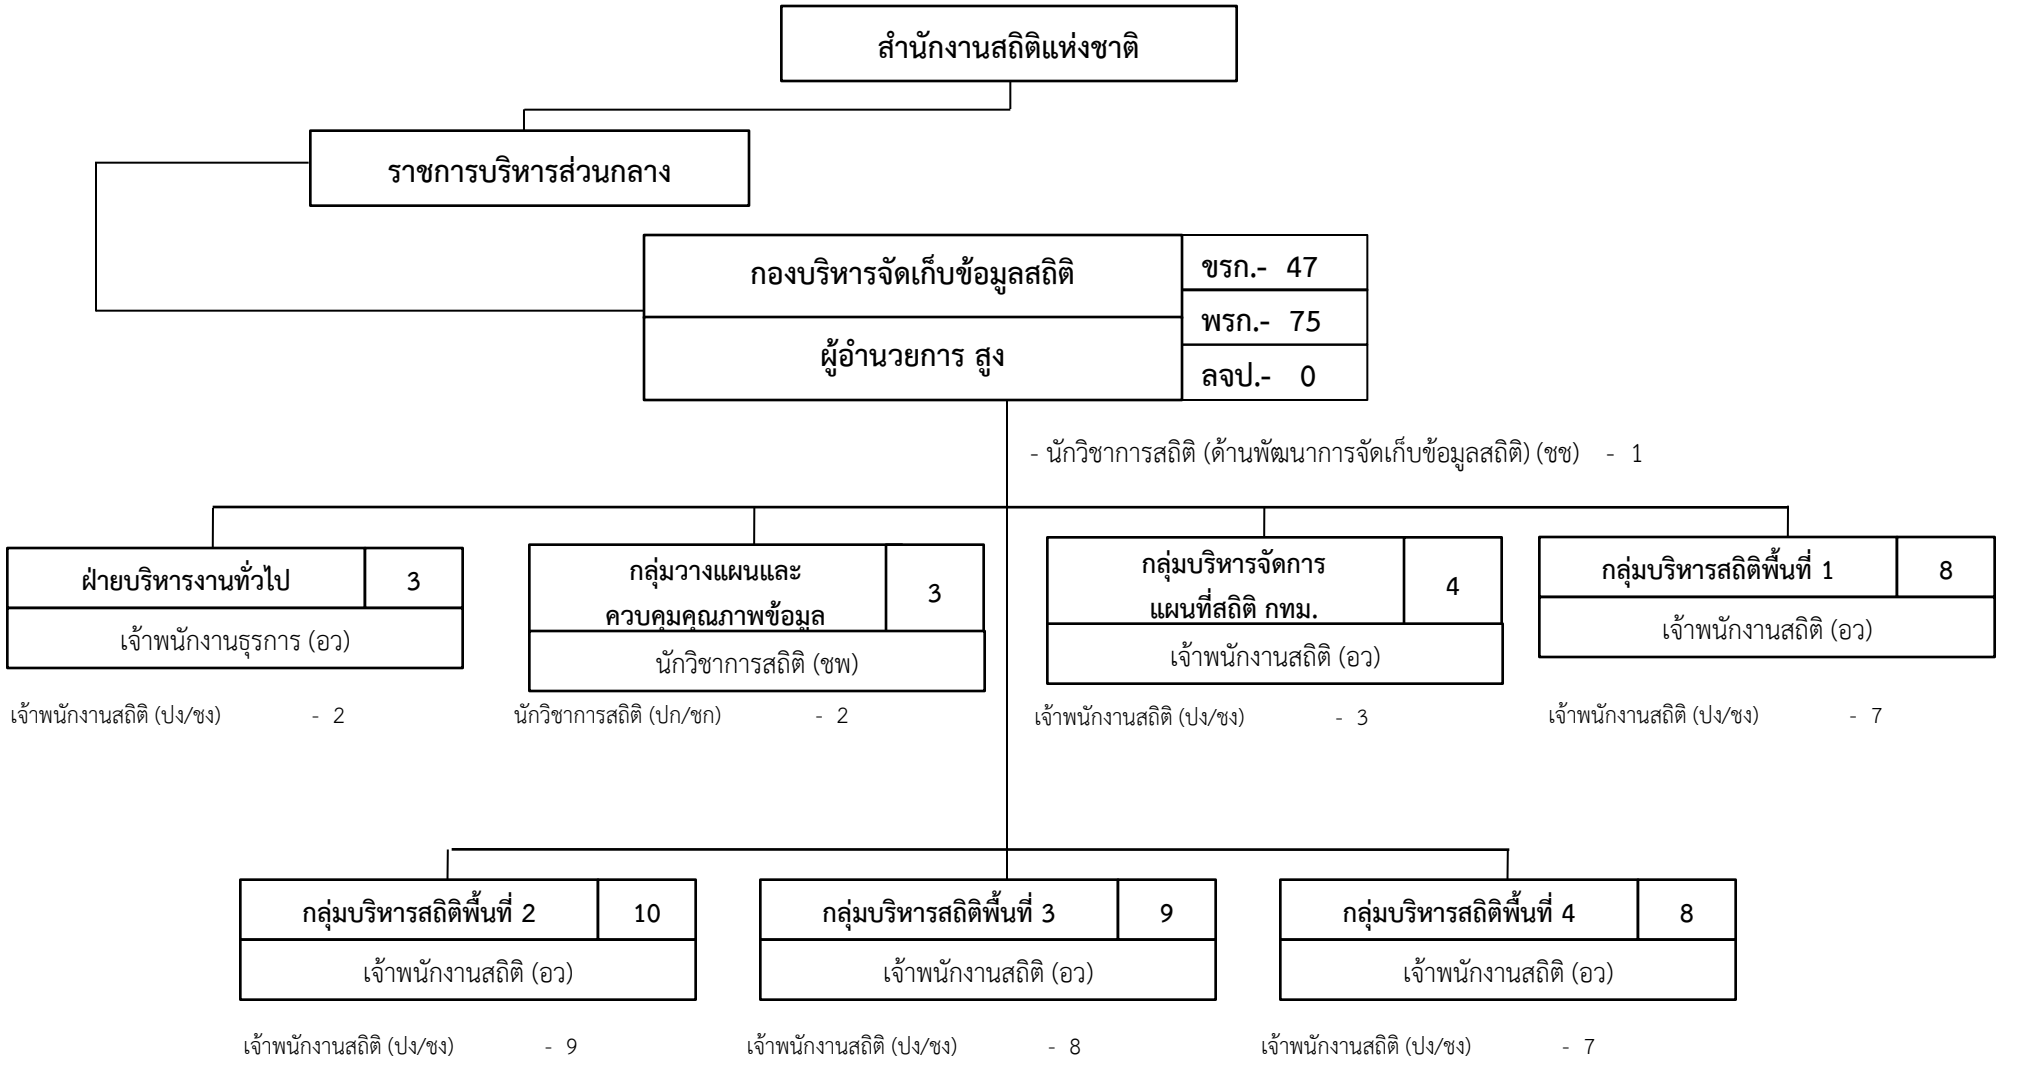 สำนักงานสถิติแห่งชาติ
ราชการบริหารส่วนกลาง
กองบริหารจัดเก็บข้อมูลสถิติ
ขรก.- 47
ผู้อำนวยการ สูง
พรก.- 75
ลจป.- 0
- นักวิชาการสถิติ (ด้านพัฒนาการจัดเก็บข้อมูลสถิติ) (ชช) - 1
ฝ่ายบริหารงานทั่วไป 3
เจ้าพนักงานธุรการ (อว)
เจ้าพนักงานสถิติ (ปง/ชง) - 2
กลุ่มวางแผนและ
ควบคุมคุณภาพข้อมูล
3
นักวิชาการสถิติ (ชพ)
นักวิชาการสถิติ (ปก/ชก) - 2
กลุ่มบริหารจัดการ
แผนที่สถิติ กทม.
4
เจ้าพนักงานสถิติ (อว)
เจ้าพนักงานสถิติ (ปง/ชง) - 3
กลุ่มบริหารสถิติพื้นที่ 1 8
เจ้าพนักงานสถิติ (อว)
เจ้าพนักงานสถิติ (ปง/ชง) - 7
กลุ่มบริหารสถิติพื้นที่ 2 10
เจ้าพนักงานสถิติ (อว)
เจ้าพนักงานสถิติ (ปง/ชง) - 9
กลุ่มบริหารสถิติพื้นที่ 3 9
เจ้าพนักงานสถิติ (อว)
เจ้าพนักงานสถิติ (ปง/ชง) - 8
กลุ่มบริหารสถิติพื้นที่ 4 8
เจ้าพนักงานสถิติ (อว)
เจ้าพนักงานสถิติ (ปง/ชง) - 7